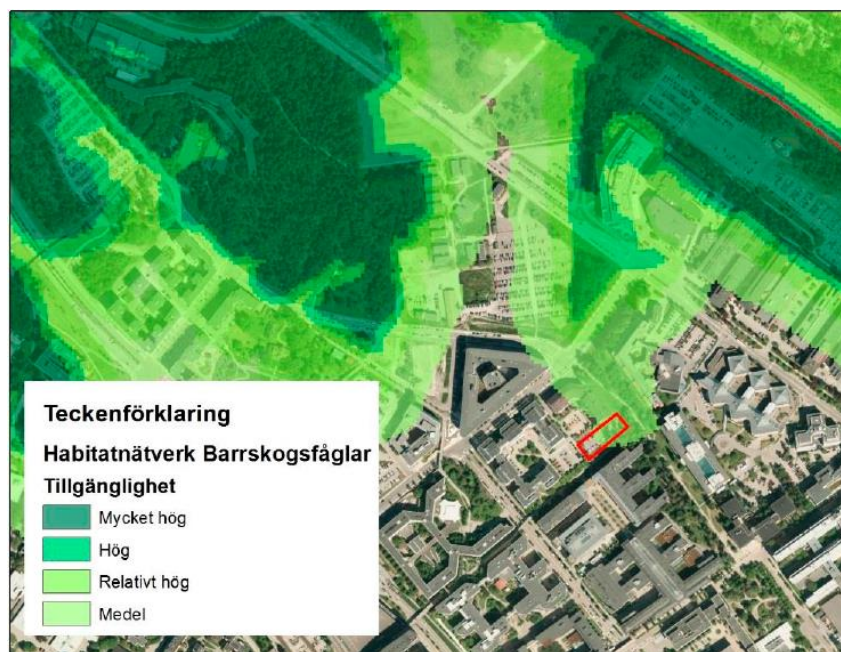 Teckenförklaring
Habitatnätverk Barrskogsfåglar
Tillgänglighet
Mycket hög
Hög
Relativt hög
Medel